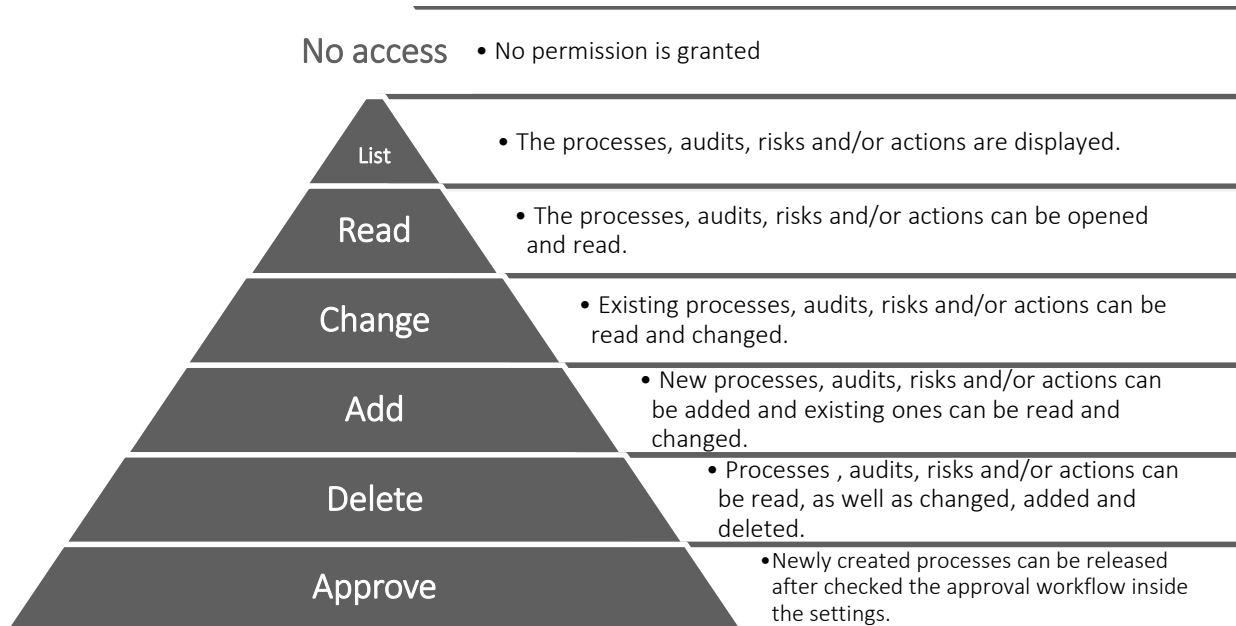 No access
• No permission is granted
List
• The processes, audits, risks and/or actions are displayed.
Read
• The processes, audits, risks and/or actions can be opened
and read.
Change
• Existing processes, audits, risks and/or actions can be
read and changed.
Add
• New processes, audits, risks and/or actions can
be added and existing ones can be read and
changed.
Delete
• Processes , audits, risks and/or actions can
be read, as well as changed, added and
deleted.
Approve
•Newly created processes can be released
after checked the approval workflow inside
the settings.